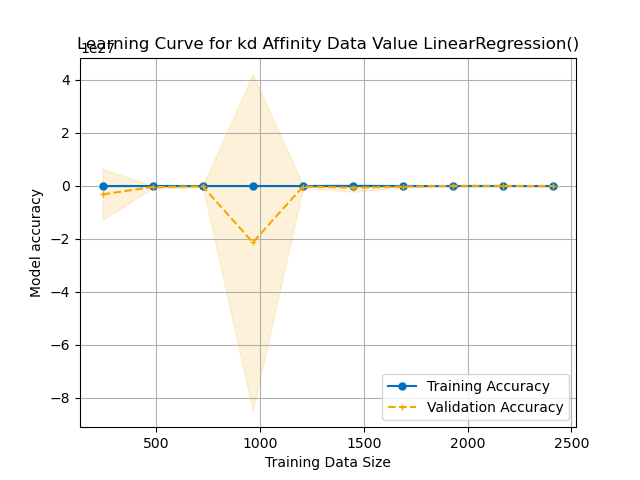 Learning Curve for kd Affinity Data Value LinearRegression()
1e27
4
2
0
−2
−4
−6
−8
Model accuracy
Training Accuracy
Validation Accuracy
500
1000
1500
2000
2500
Training Data Size